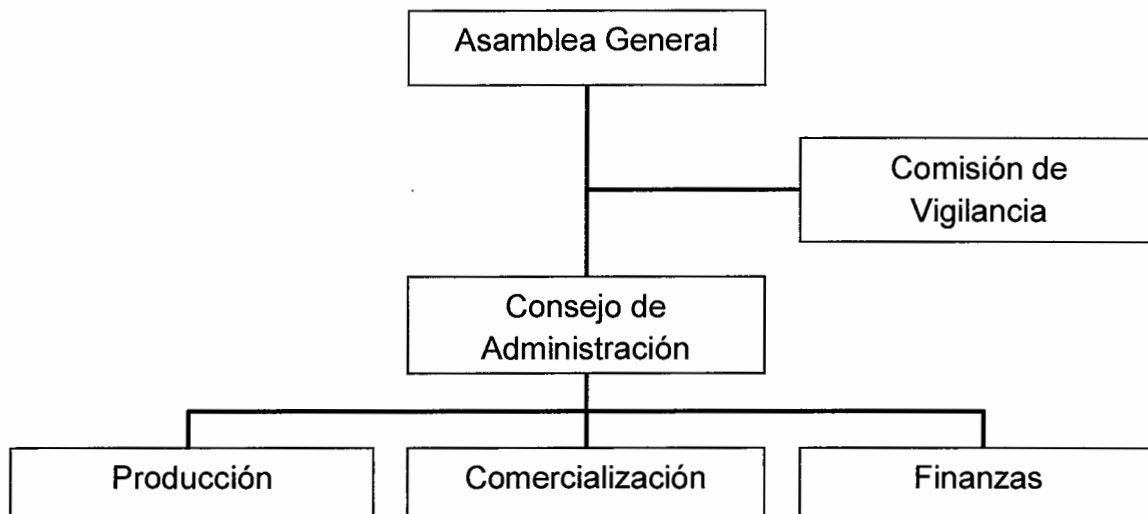 Asamblea General
Comisión de
Vigilancia
Consejo de
Administración
Producción
Comercialización
Finanzas